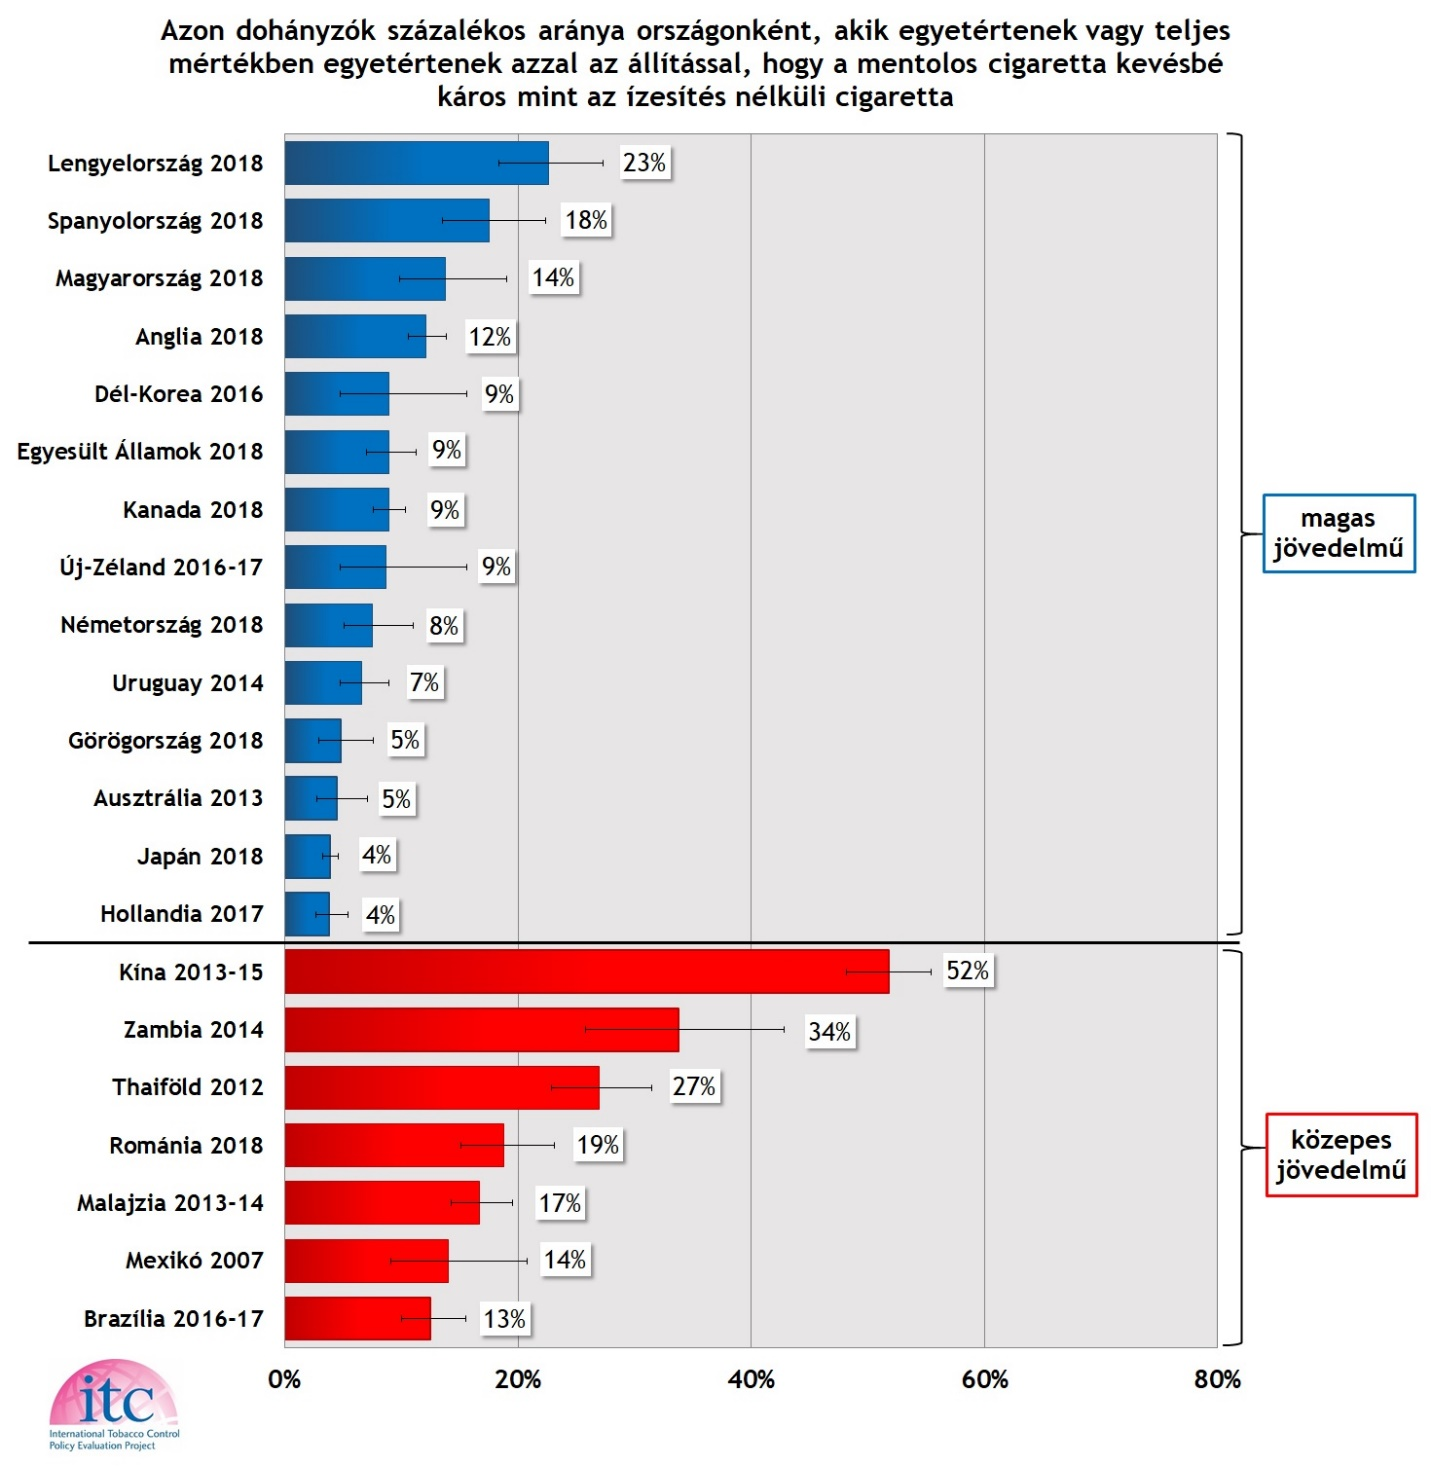 Azon dohányzók százalékos aránya országonként, akik egyetértenek vagy teljes
mértékben egyetértenek azzal az állítással, hogy a mentolos cigaretta kevésbé
káros mint az ízesítés nélküli cigaretta
Lengyelország 2018 23%
Spanyolország 2018 18%
Magyarország 2018 14%
Anglia 2018 12%
Dél-Korea 2016 9%
Egyesült Államok 2018 9%
Kanada 2018 9%
Új-Zéland 2016-17 9%
Németország 2018 8%
Uruguay 2014 7%
Görögország 2018 5%
Ausztrália 2013 5%
Japán 2018 4%
Hollandia 2017 4%
magas
jövedelmű
Kína 2013-15 52%
Zambia 2014 34%
Thaiföld 2012 27%
Románia 2018 19%
Malajzia 2013-14 17%
Mexikó 2007 14%
Brazília 2016-17 13%
közepes
jövedelmű
0% 20% 40% 60% 80%
itc
International Tobacco Control
Policy Evaluation Project